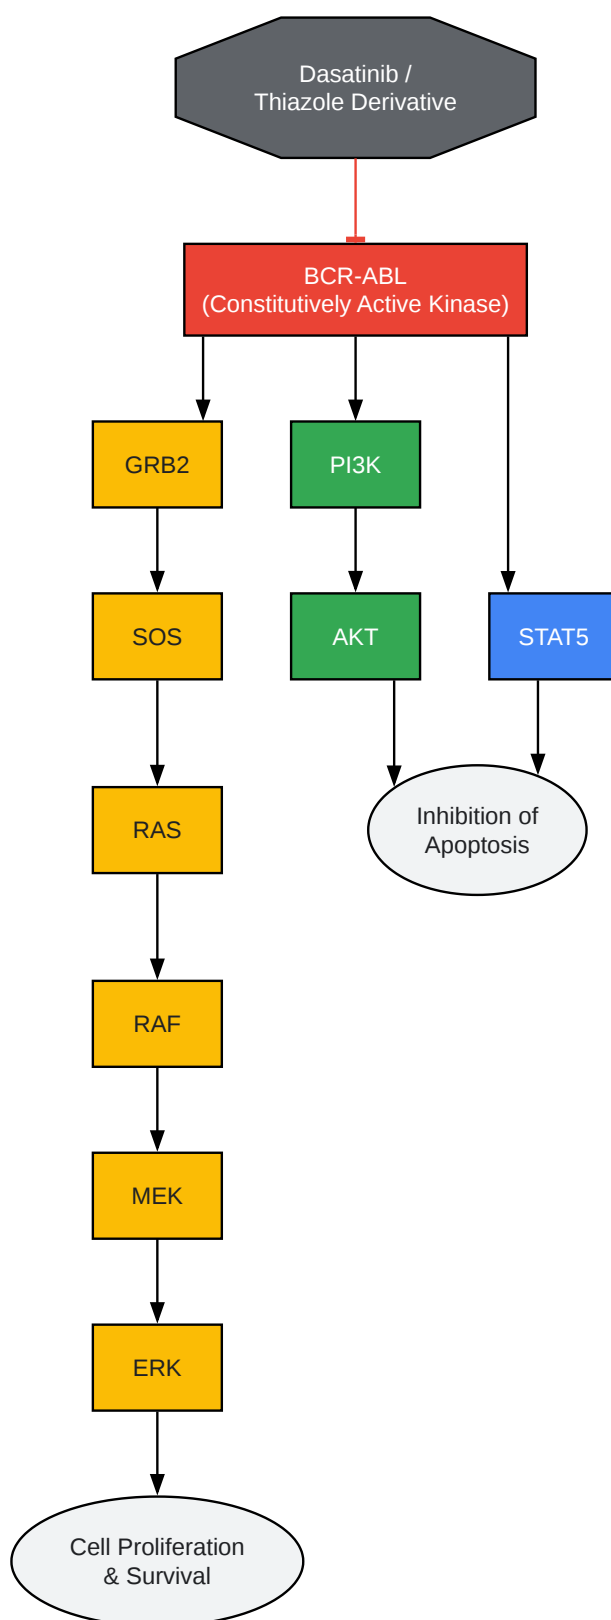 Dasatinib /
Thiazole Derivative
BCR-ABL
(Constitutively Active Kinase)
GRB2
PI3K
SOS
AKT
STAT5
RAS
Inhibition of
Apoptosis
RAF
MEK
ERK
Cell Proliferation
& Survival